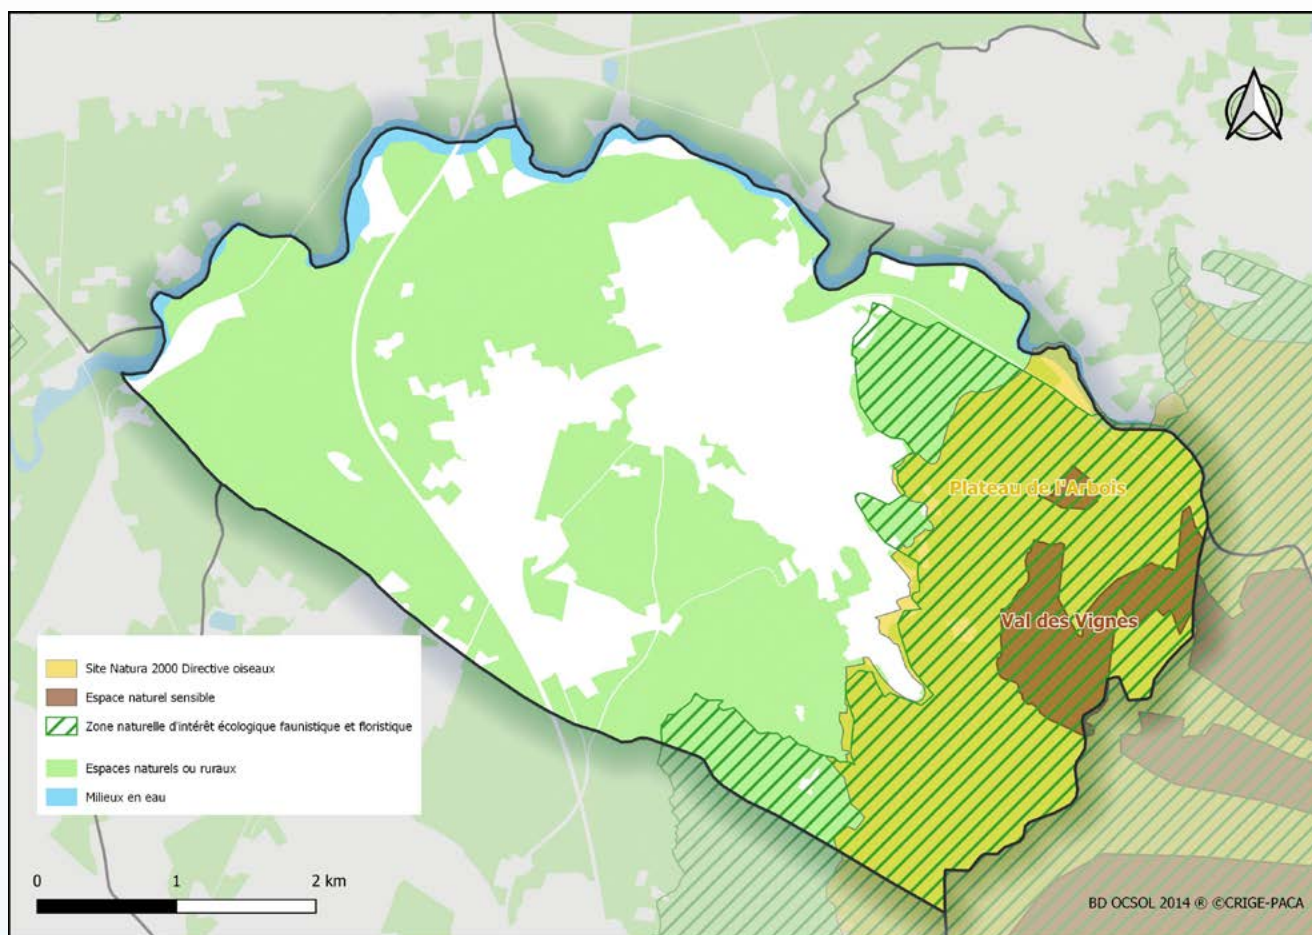 Plateau de l'Arbois
Val des Vignes
Site Natura 2000 Directive oiseaux
Espace naturel sensible
Zone naturelle d'intérêt écologique faunistique et floristique
Espaces naturels ou ruraux
Milieux en eau
0 1 2 km
BD OCSOL 2014 ® ©CRIGE-PACA